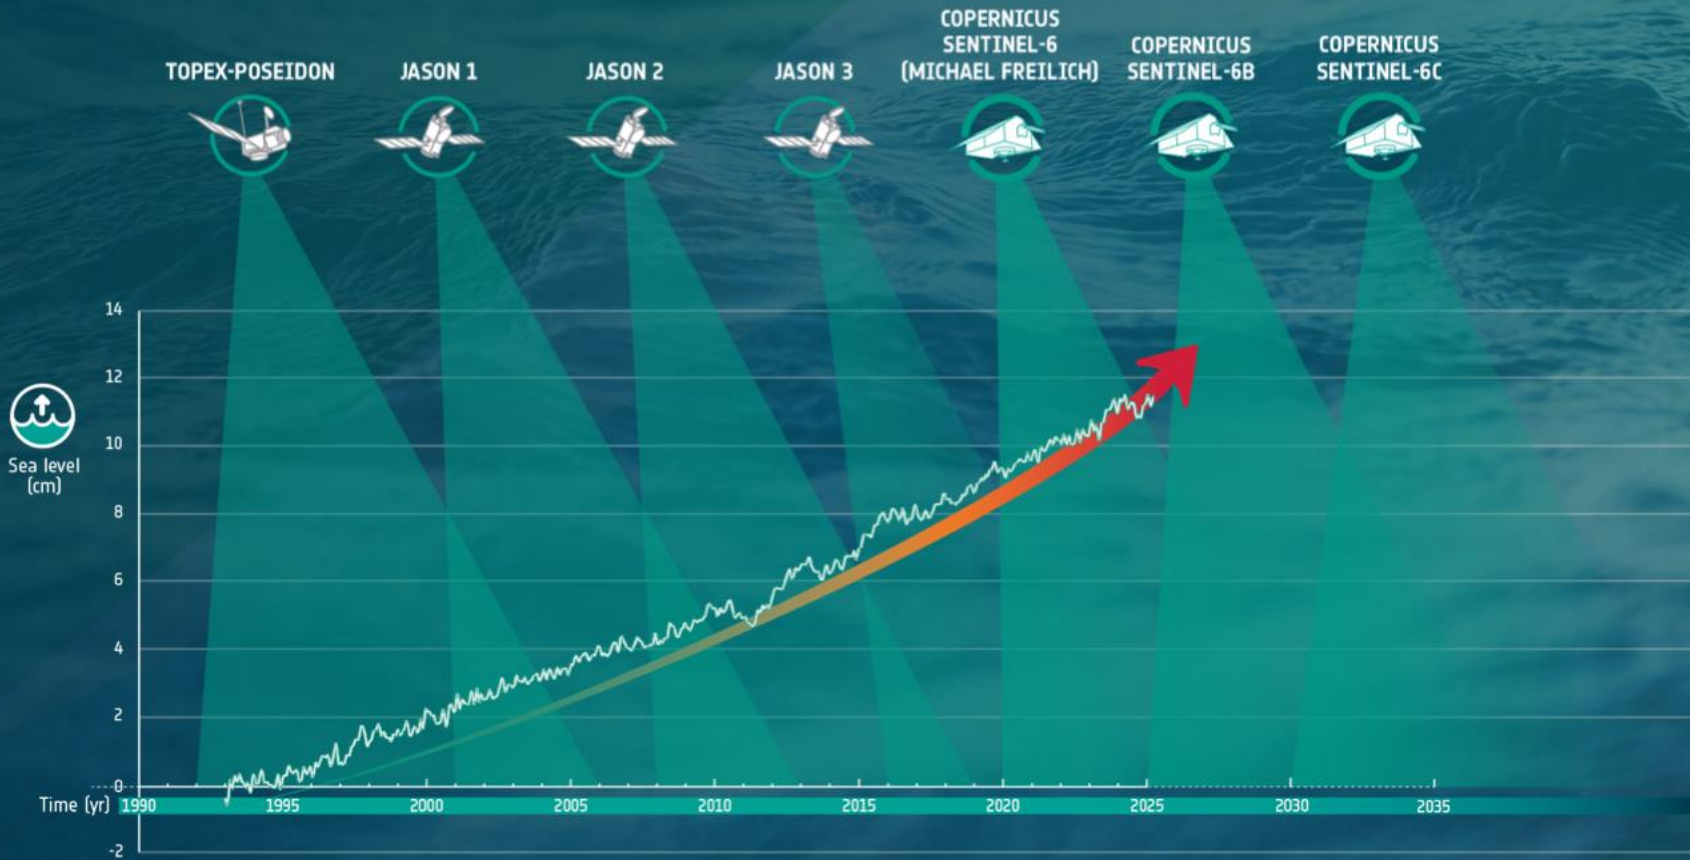 COPERNICUS
SENTINEL-6
(MICHAEL FREILICH)
COPERNICUS
SENTINEL-6B
COPERNICUS
SENTINEL-6C
TOPEX-POSEIDON
JASON 1
JASON 2
JASON 3
14
12
10
8
6
4
2
0
-2
Sea level
(cm)
Time (yr)
1990
1995
2000
2005
2010
2015
2020
2025
2030
2035